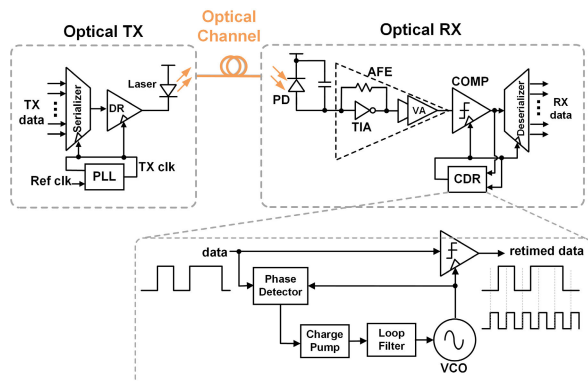 Optical TX
Optical
Channel
Optical RX
TX
data
Serializer
DR
Laser
PLL
TX clk
Ref clk
PD
AFE
TIA
VA
COMP
CDR
Deserializer
RX
data
data
Phase
Detector
Charge
Pump
Loop
Filter
VCO
retimed data